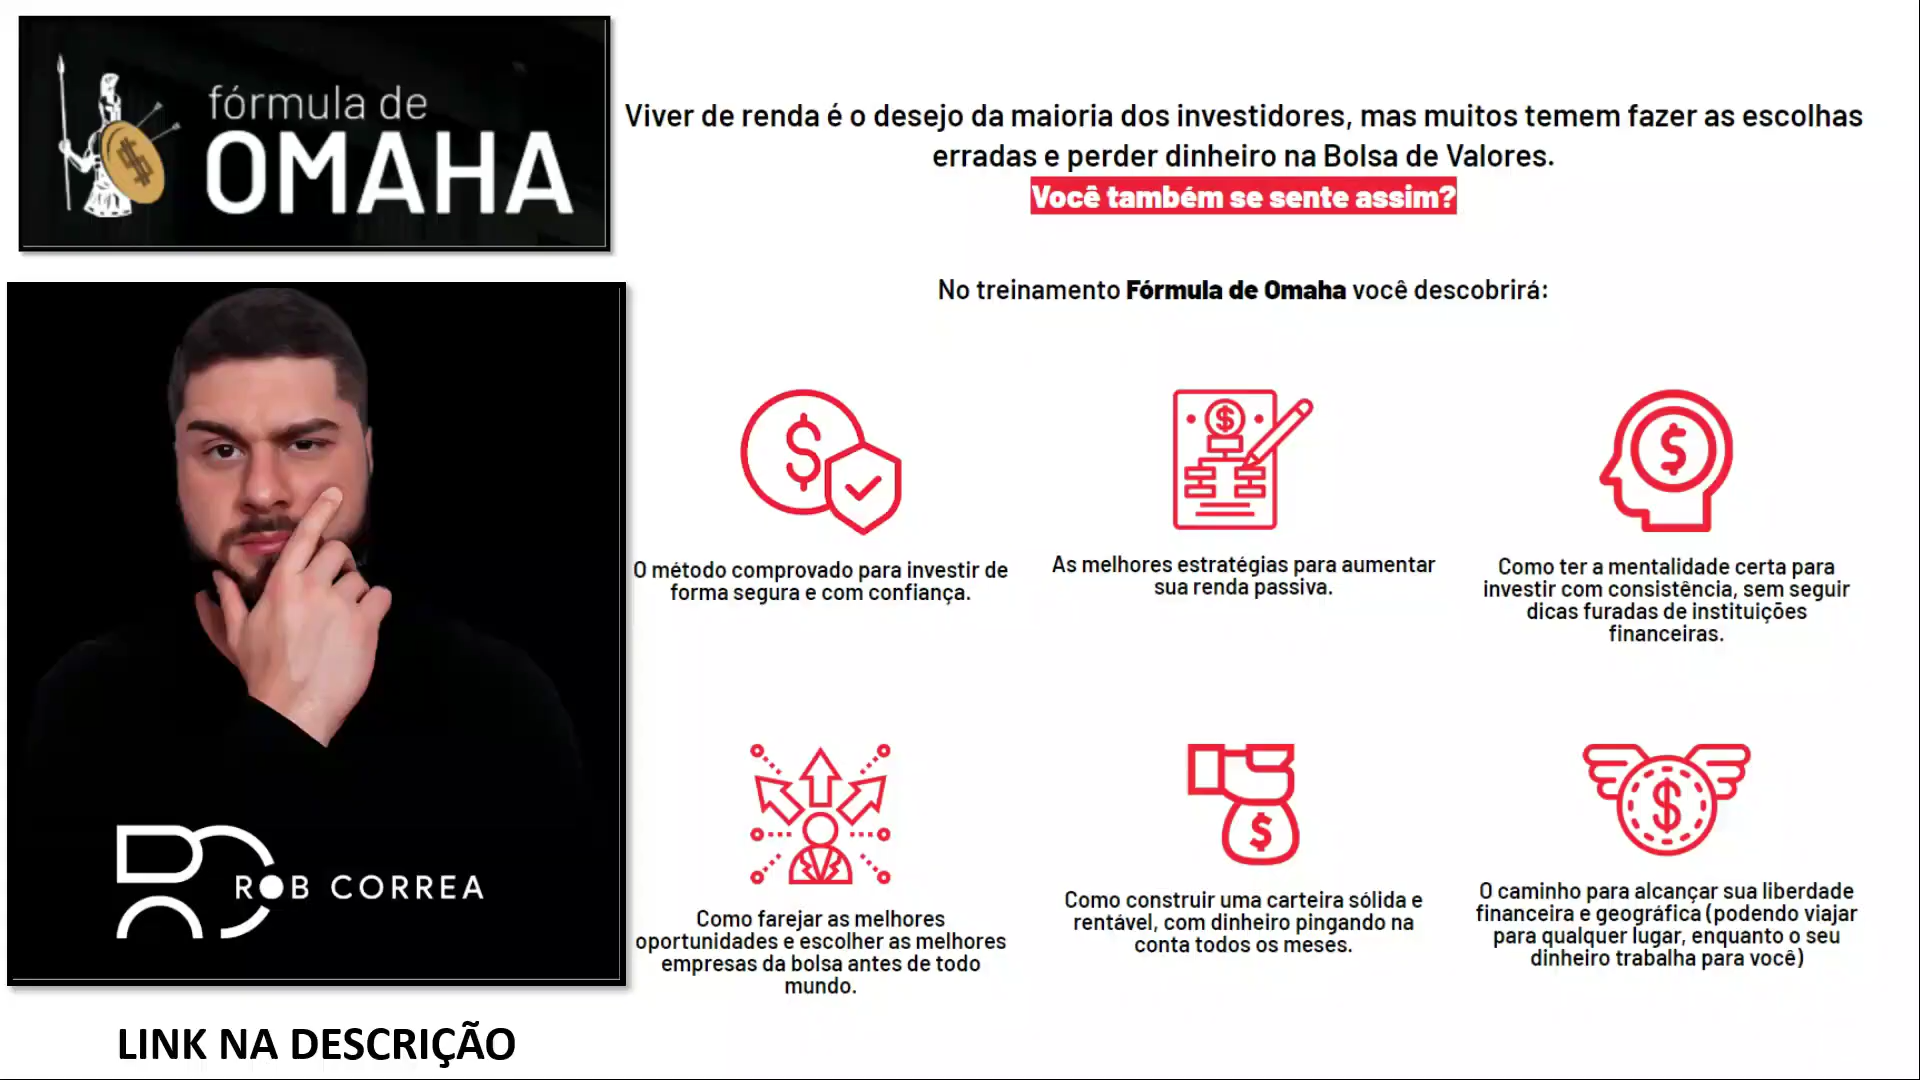 fórmula de
OMAHA
Viver de renda é o desejo da maioria dos investidores, mas muitos temem fazer as escolhas
erradas e perder dinheiro na Bolsa de Valores.
Você também se sente assim?
No treinamento Fórmula de Omaha você descobrirá:
O método comprovado para investir de
forma segura e com confiança.
As melhores estratégias para aumentar
sua renda passiva.
Como ter a mentalidade certa para
investir com consistência, sem seguir
dicas furadas de instituições
financeiras.
Como farejar as melhores
oportunidades e escolher as melhores
empresas da bolsa antes de todo
mundo.
Como construir uma carteira sólida e
rentável, com dinheiro pingando na
conta todos os meses.
O caminho para alcançar sua liberdade
financeira e geográfica (podendo viajar
para qualquer lugar, enquanto o seu
dinheiro trabalha para você)
ROB CORREA
LINK NA DESCRIÇÃO